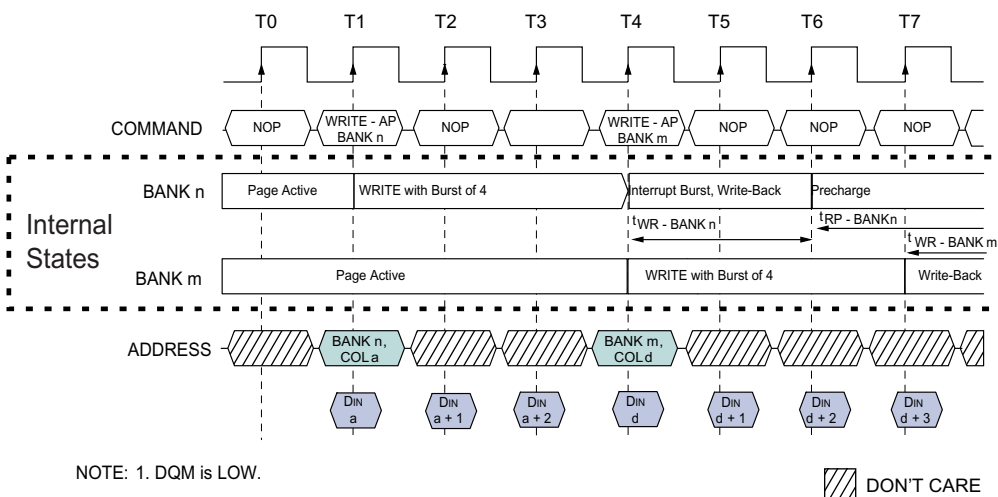 T0 T1 T2 T3 T4 T5 T6 T7
COMMAND NOP WRITE - AP BANK n NOP WRITE - AP BANK m NOP NOP NOP
Internal States
BANK n Page Active WRITE with Burst of 4 Interrupt Burst, Write-Back Precharge
tWR - BANK n tRP - BANKn
tWR - BANK m
BANK m Page Active WRITE with Burst of 4 Write-Back
ADDRESS BANK n, COL a BANK m, COL d
DIN a DIN a + 1 DIN a + 2 DIN d DIN d + 1 DIN d + 2 DIN d + 3
NOTE: 1. DQM is LOW.
DON'T CARE